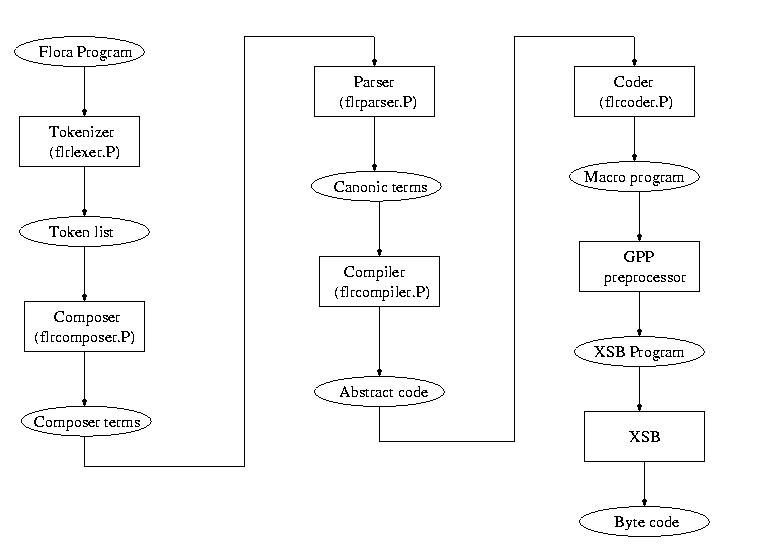 Flora Program
Tokenizer
(flrlexer.P)
Token list
Composer
(flrcomposer.P)
Composer terms
Parser
(flrparser.P)
Canonic terms
Compiler
(flrcompiler.P)
Abstract code
Coder
(flrcoder.P)
Macro program
GPP
preprocessor
XSB Program
XSB
Byte code